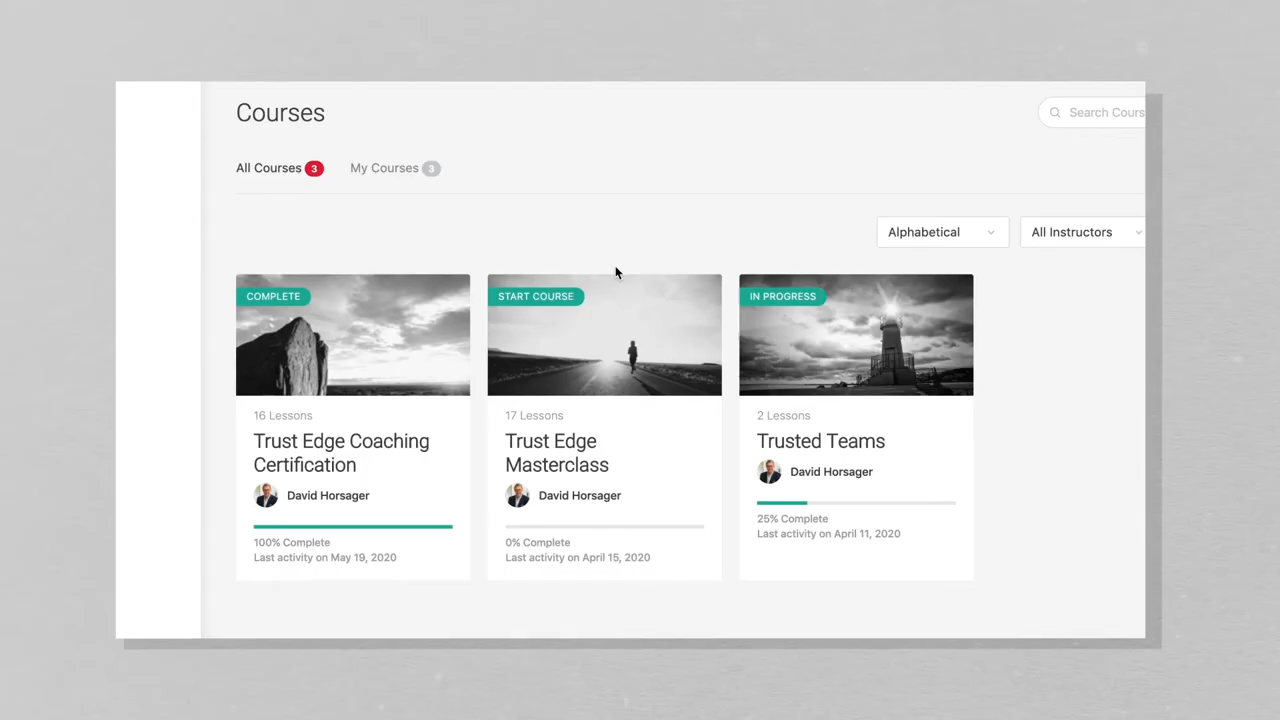 Courses
Search Cours
All Courses 3
My Courses 3
Alphabetical
All Instructors
COMPLETE
16 Lessons
Trust Edge Coaching
Certification
David Horsager
100% Complete
Last activity on May 19, 2020
START COURSE
17 Lessons
Trust Edge
Masterclass
David Horsager
0% Complete
Last activity on April 15, 2020
IN PROGRESS
2 Lessons
Trusted Teams
David Horsager
25% Complete
Last activity on April 11, 2020